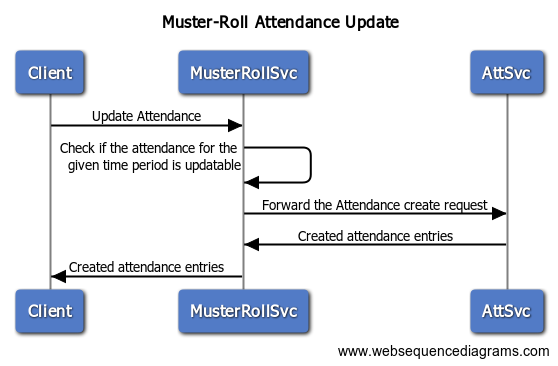 Muster-Roll Attendance Update
Client
MusterRollSvc
AttSvc
Update Attendance
Check if the attendance for the
given time period is updatable
Forward the Attendance create request
Created attendance entries
Created attendance entries
Client
MusterRollSvc
AttSvc
www.websequencediagrams.com